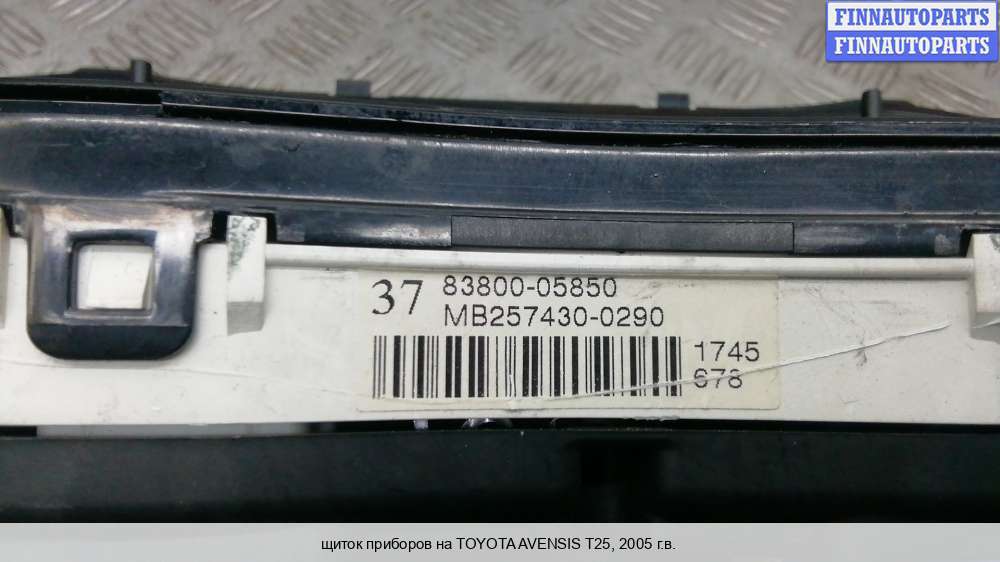 FINNAUTOPARTS
FINNAUTOPARTS
37 83800-05850
MB257430-0290
1745
678
щиток приборов на TOYOTA AVENSIS T25, 2005 г.в.